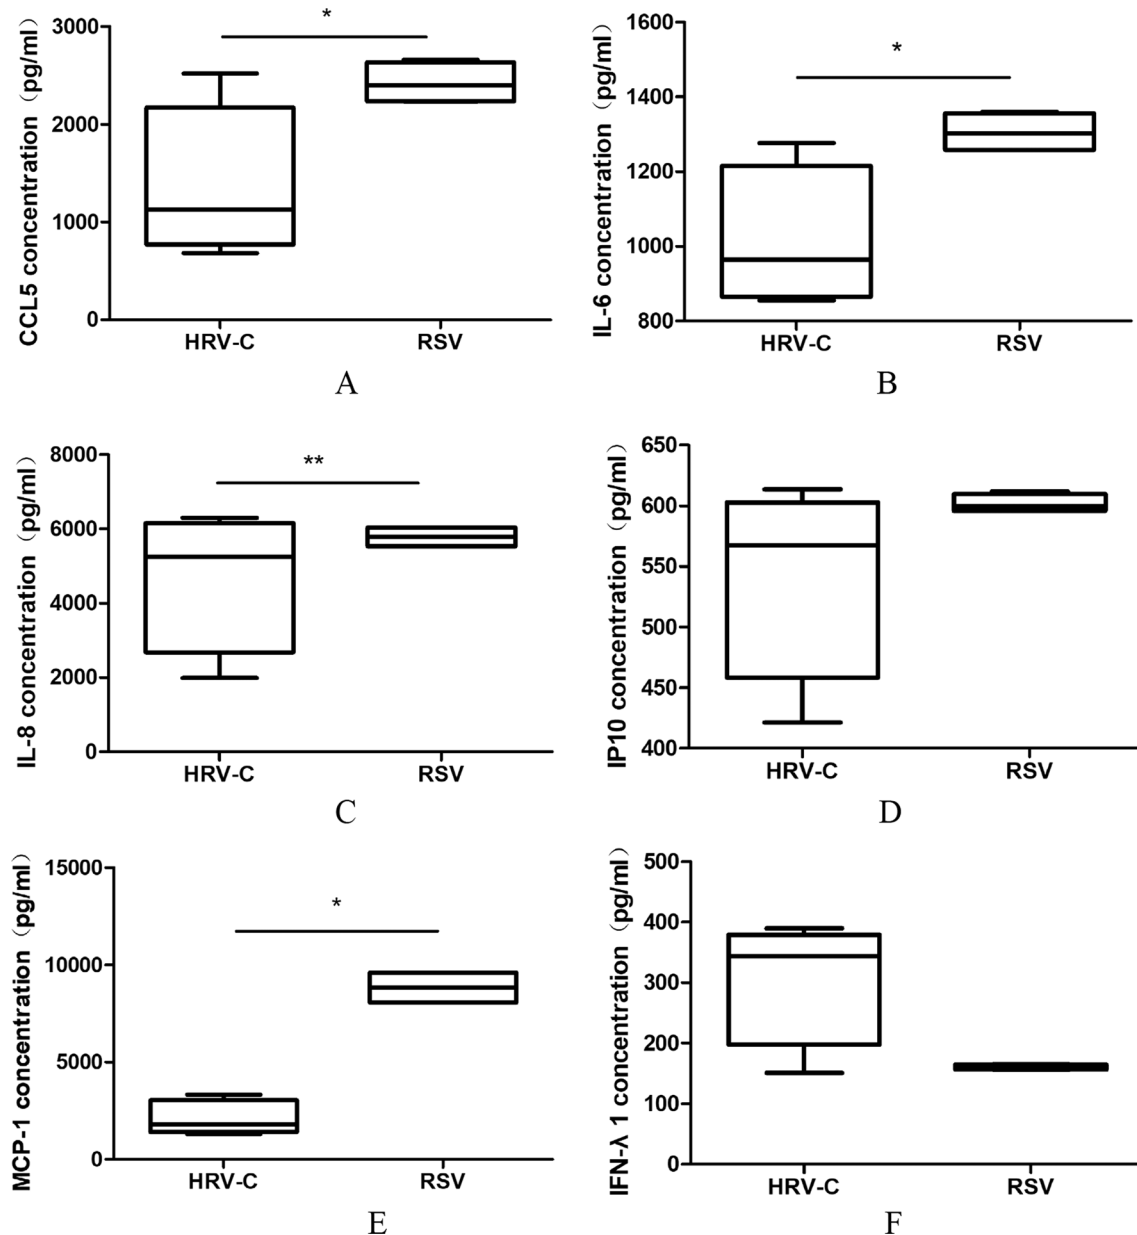 CCL5 concentration（pg/ml）
3000
2000
1000
0
*
HRV-C
RSV
A
IL-6 concentration（pg/ml）
1600
1400
1200
1000
800
*
HRV-C
RSV
B
IL-8 concentration（pg/ml）
8000
6000
4000
2000
0
**
HRV-C
RSV
C
IP10 concentration（pg/ml）
650
600
550
500
450
400
HRV-C
RSV
D
MCP-1 concentration（pg/ml）
15000
10000
5000
0
*
HRV-C
RSV
E
IFN-λ 1 concentration（pg/ml）
500
400
300
200
100
0
HRV-C
RSV
F